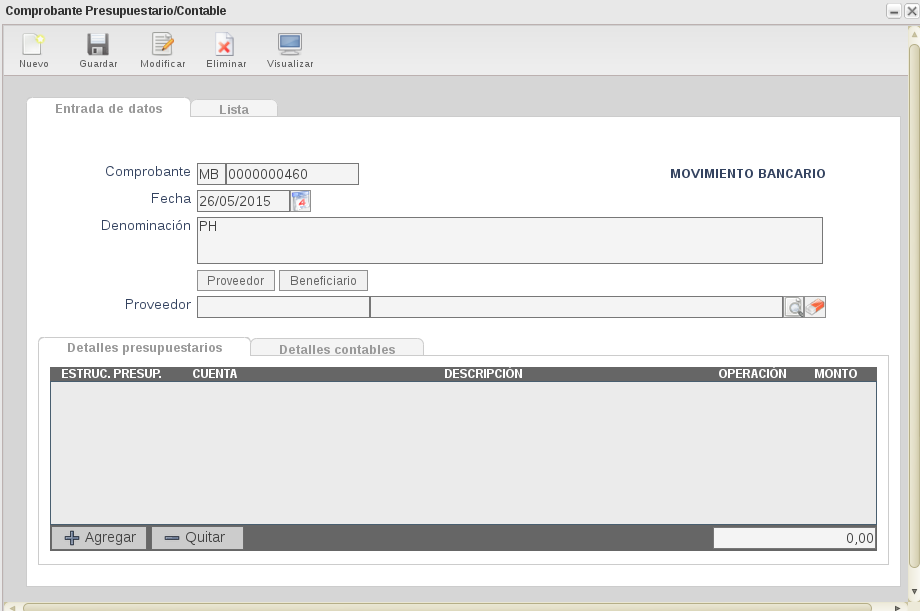 Comprobante Presupuestario/Contable
Nuevo Guardar Modificar Eliminar Visualizar
Entrada de datos Lista
Comprobante MB 0000000460 MOVIMIENTO BANCARIO
Fecha 26/05/2015
Denominación PH
Proveedor Beneficiario
Proveedor
Detalles presupuestarios Detalles contables
ESTRUC. PRESUP. CUENTA DESCRIPCIÓN OPERACIÓN MONTO
Agregar Quitar 0,00